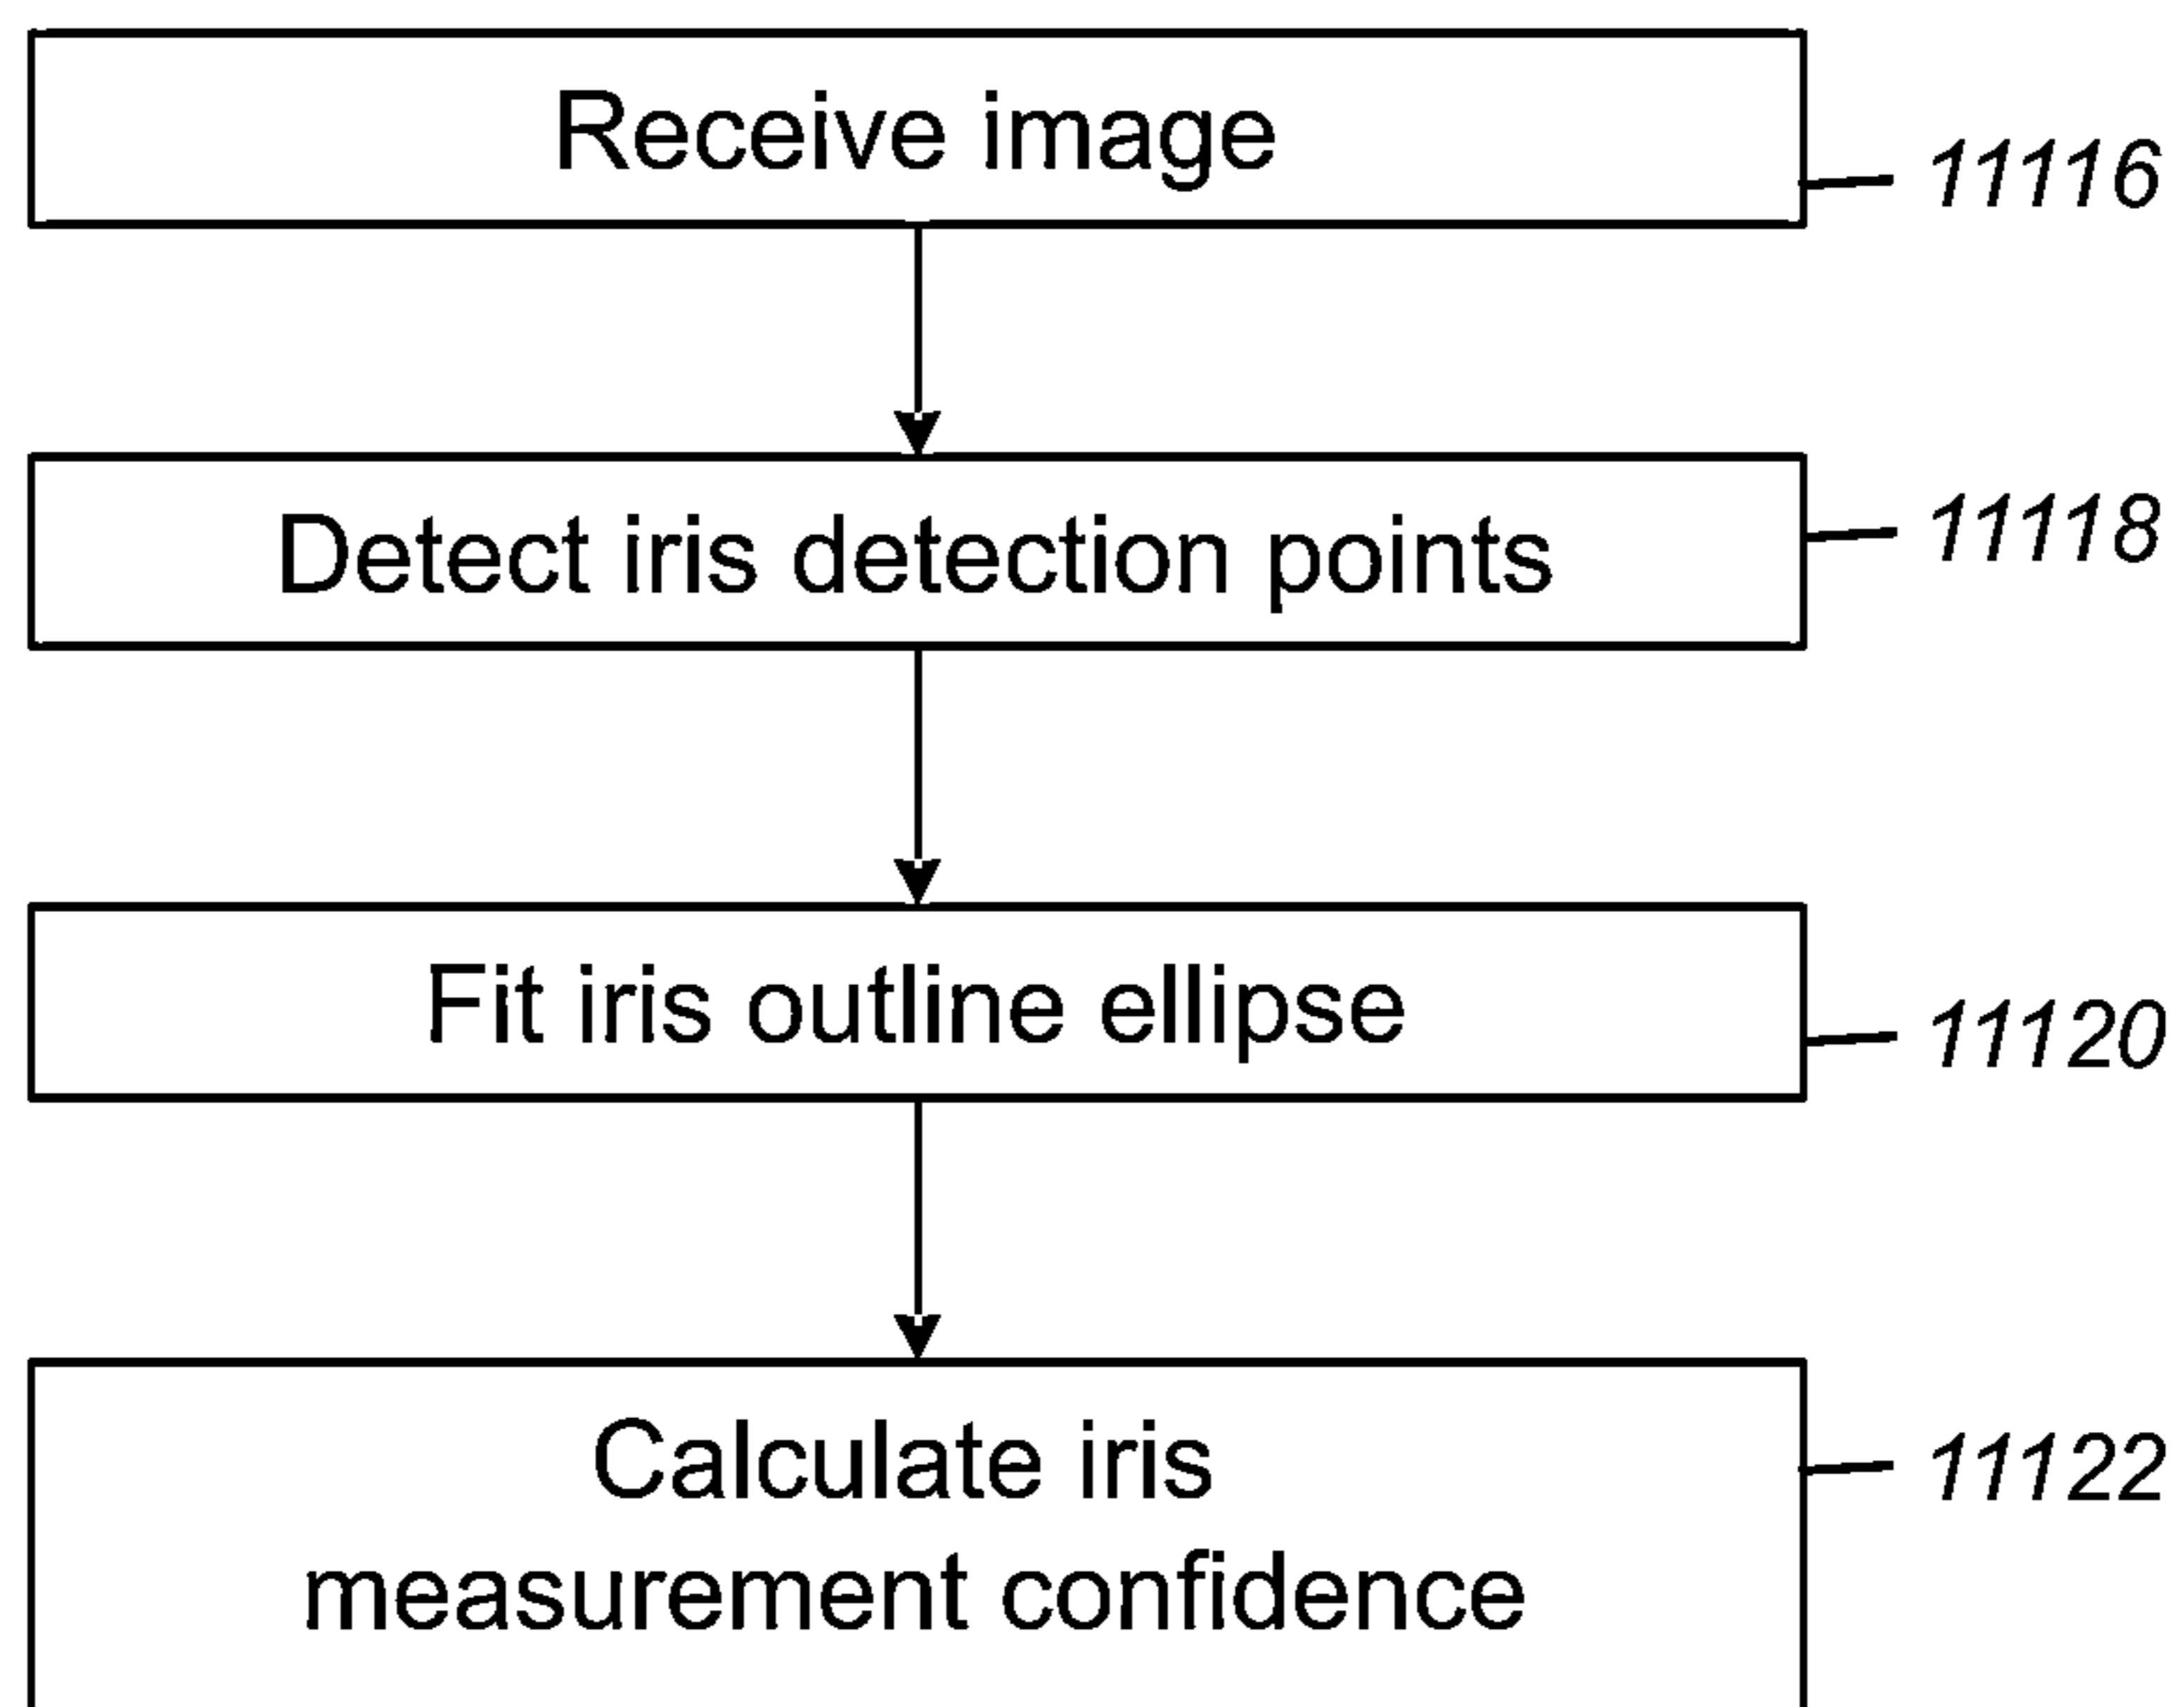 Receive image
11116
Detect iris detection points
11118
Fit iris outline ellipse
11120
Calculate iris
11122
measurement confidence